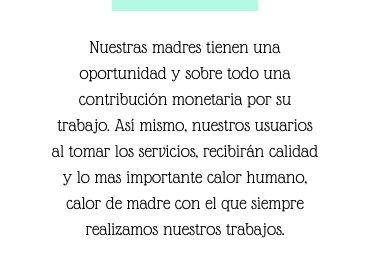 Nuestras madres tienen una
oportunidad y sobre todo una
contribución monetaria por su
trabajo. Así mismo, nuestros usuarios
al tomar los servicios, recibirán calidad
y lo mas importante calor humano,
calor de madre con el que siempre
realizamos nuestros trabajos.